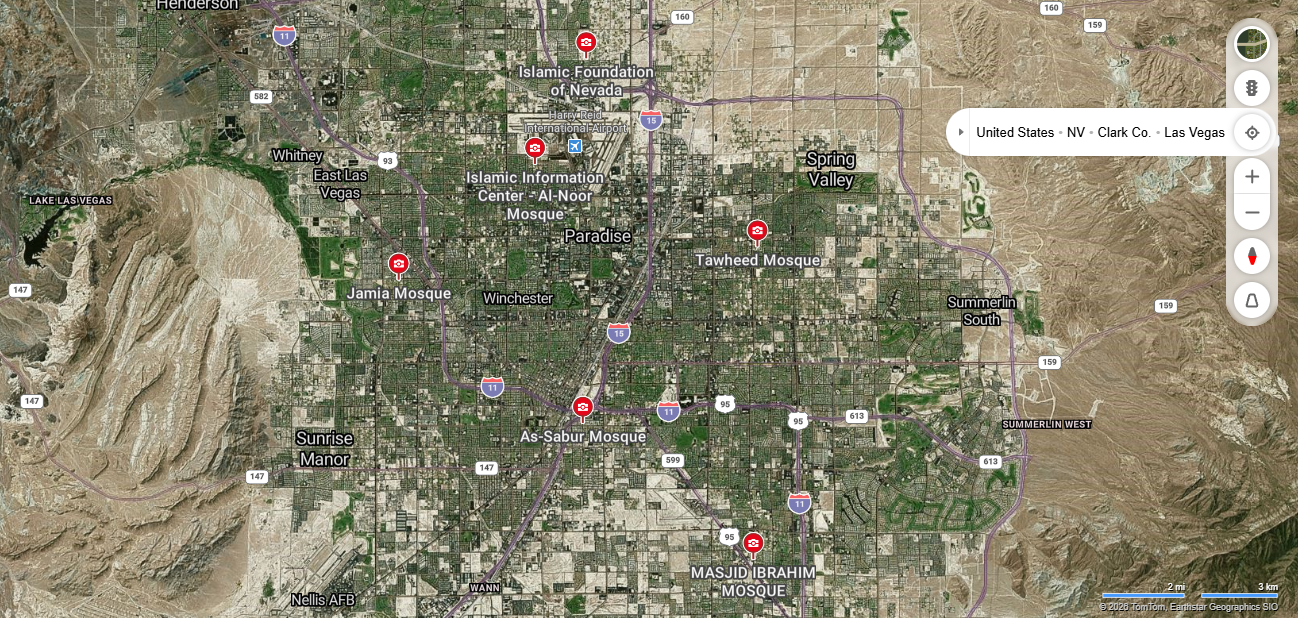 Henderson
11
160
160
159
Islamic Foundation
of Nevada
582
Harry Reid
International Airport
15
United States • NV • Clark Co. • Las Vegas
Whitney
93
East Las
Vegas
Islamic Information
Center - Al-Noor
Mosque
Spring
Valley
LAKE LAS VEGAS
Paradise
Tawheed Mosque
Jamia Mosque
147
Winchester
Summerlin
South
159
15
159
11
147
95
11
613
95
As-Sabur Mosque
SUMMERLIN WEST
Sunrise
Manor
147
147
599
613
11
95
MASJID IBRAHIM
MOSQUE
WANN
Nellis AFB
2 mi
3 km
© 2026 TomTom, Earthstar Geographics SIO